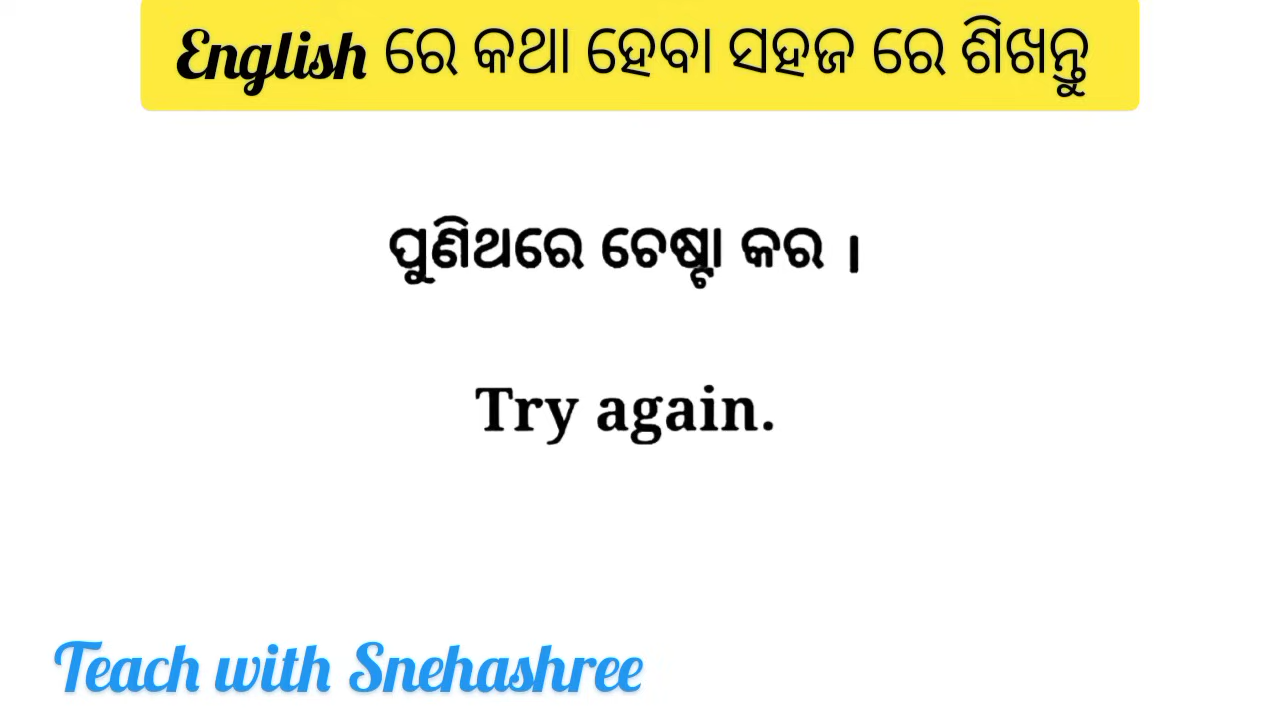 English ରେ କଥା ହେବା ସହଜ ରେ ଶିଖନ୍ତୁ
ପୁଣିଥରେ ଚେଷ୍ଟା କର ।
Try again.
Teach with Snehashree